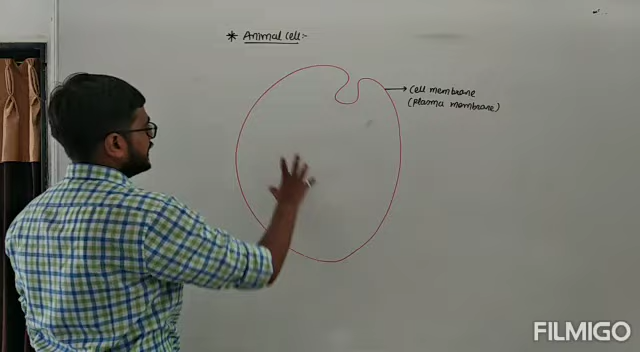 * Animal Cell:-
Cell membrane
(plasma membrane)
FILMIGO